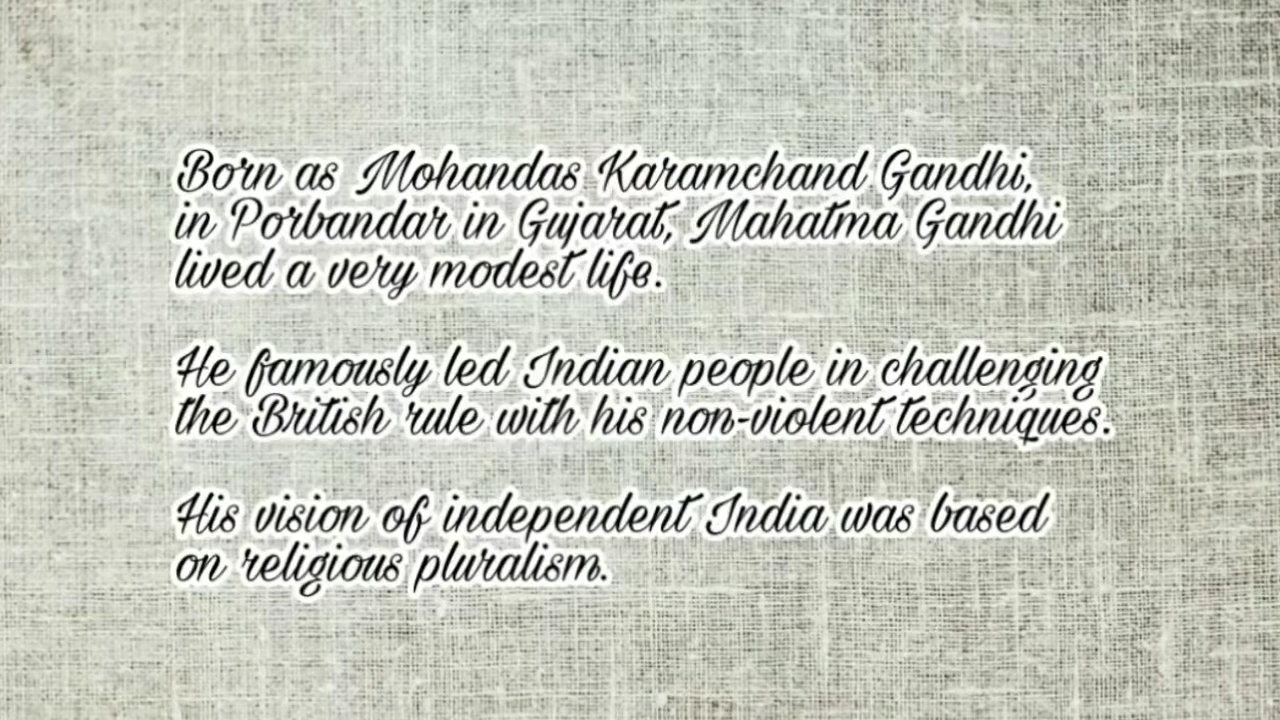 Born as Mohandas Karamchand Gandhi,
in Porbandar in Gujarat, Mahatma Gandhi
lived a very modest life.
He famously led Indian people in challenging
the British rule with his non-violent techniques.
His vision of independent India was based
on religious pluralism.